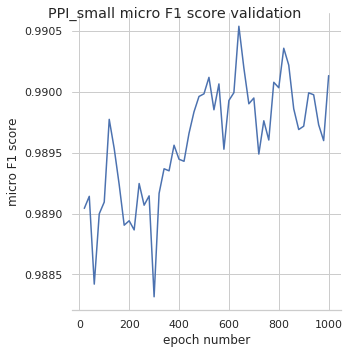 PPI_small micro F1 score validation
0.9905
0.9900
0.9895
0.9890
0.9885
micro F1 score
0 200 400 600 800 1000
epoch number